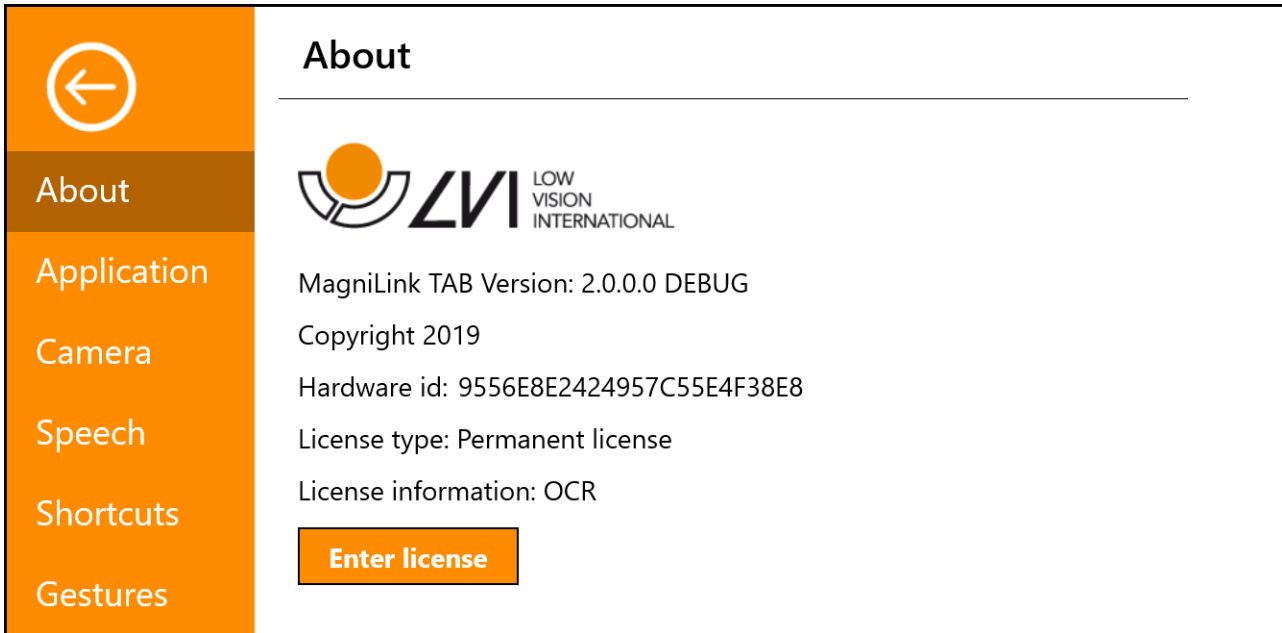 About
Application
Camera
Speech
Shortcuts
Gestures
About
LVI LOW
VISION
INTERNATIONAL
MagniLink TAB Version: 2.0.0.0 DEBUG
Copyright 2019
Hardware id: 9556E8E2424957C55E4F38E8
License type: Permanent license
License information: OCR
Enter license